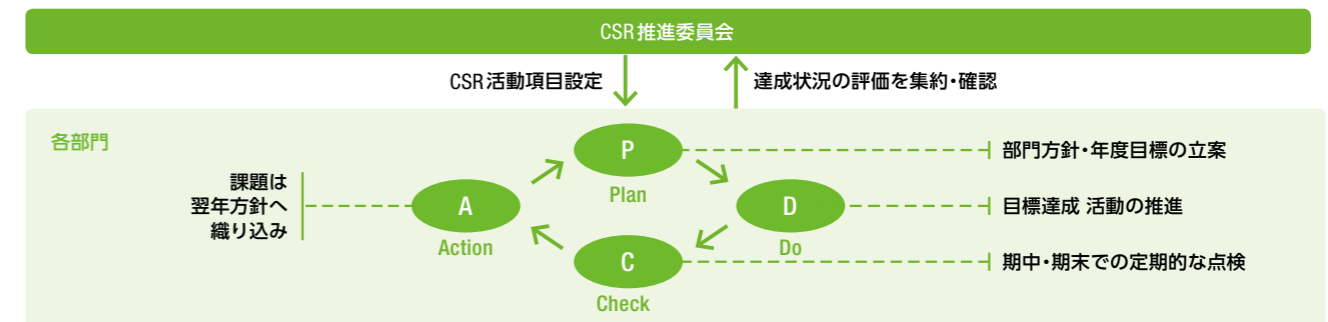 CSR推進委員会
CSR活動項目設定
達成状況の評価を集約・確認
各部門
P
Plan
部門方針・年度目標の立案
課題は
翌年方針へ
織り込み
A
Action
D
Do
目標達成 活動の推進
C
Check
期中・期末での定期的な点検